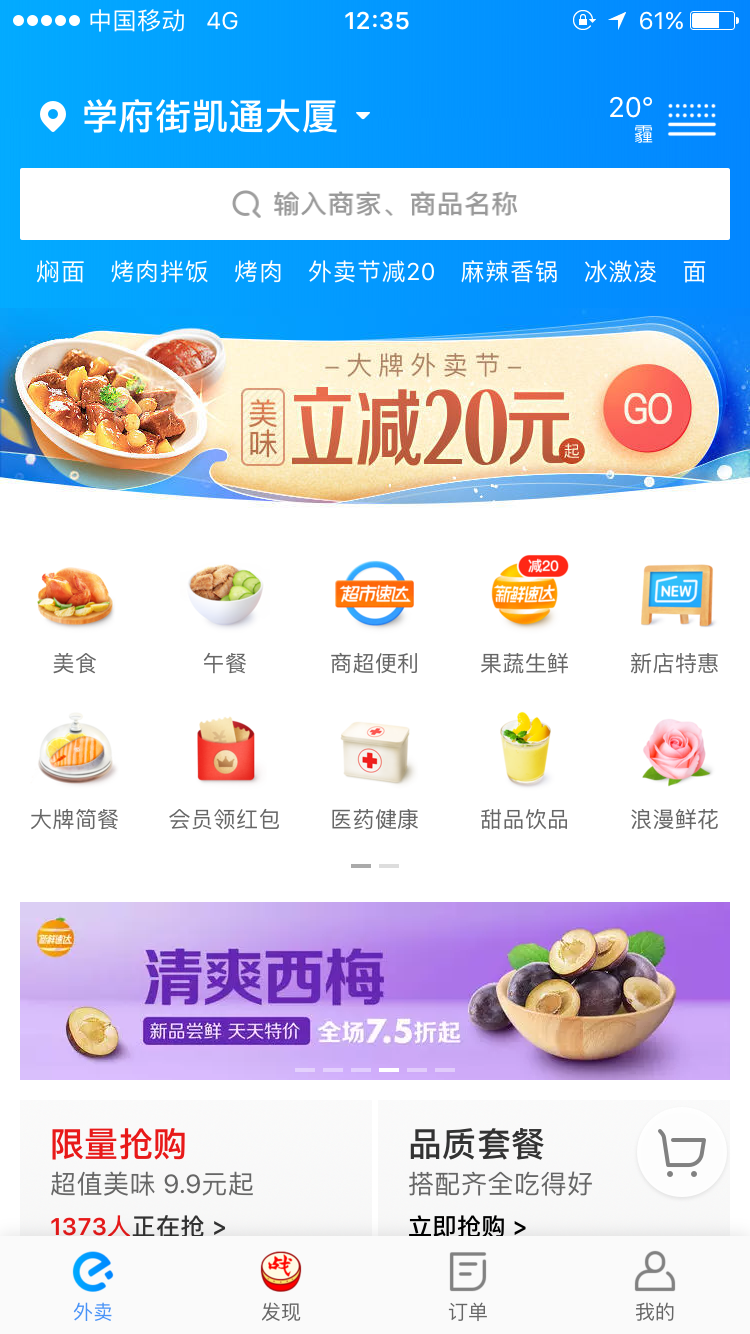 中国移动 4G 12:35 61%
学府街凯通大厦 20°
霾
输入商家、商品名称
焖面 烤肉拌饭 烤肉 外卖节减20 麻辣香锅 冰激凌 面
大牌外卖节
美味 立减20元起
GO
超市速达 新鲜速达 减20 NEW
美食 午餐 商超便利 果蔬生鲜 新店特惠
大牌简餐 会员领红包 医药健康 甜品饮品 浪漫鲜花
新鲜速达
清爽西梅
新品尝鲜 天天特价 全场7.5折起
限量抢购 品质套餐
超值美味 9.9元起 搭配齐全吃得好
1373人正在抢 > 立即抢购 >
战
外卖 发现 订单 我的